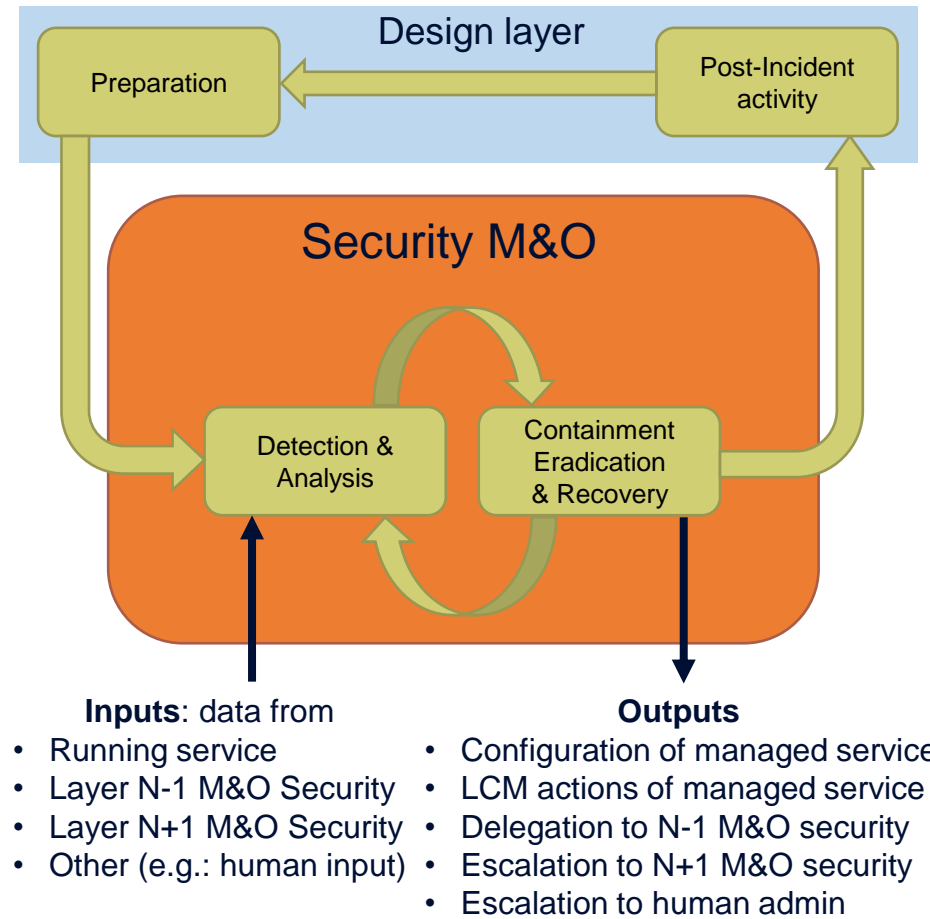 Design layer
Preparation
Post-Incident
activity
Security M&O
Detection &
Analysis
Containment
Eradication
& Recovery
Inputs: data from
• Running service
• Layer N-1 M&O Security
• Layer N+1 M&O Security
• Other (e.g.: human input)
Outputs
• Configuration of managed service
• LCM actions of managed service
• Delegation to N-1 M&O security
• Escalation to N+1 M&O security
• Escalation to human admin